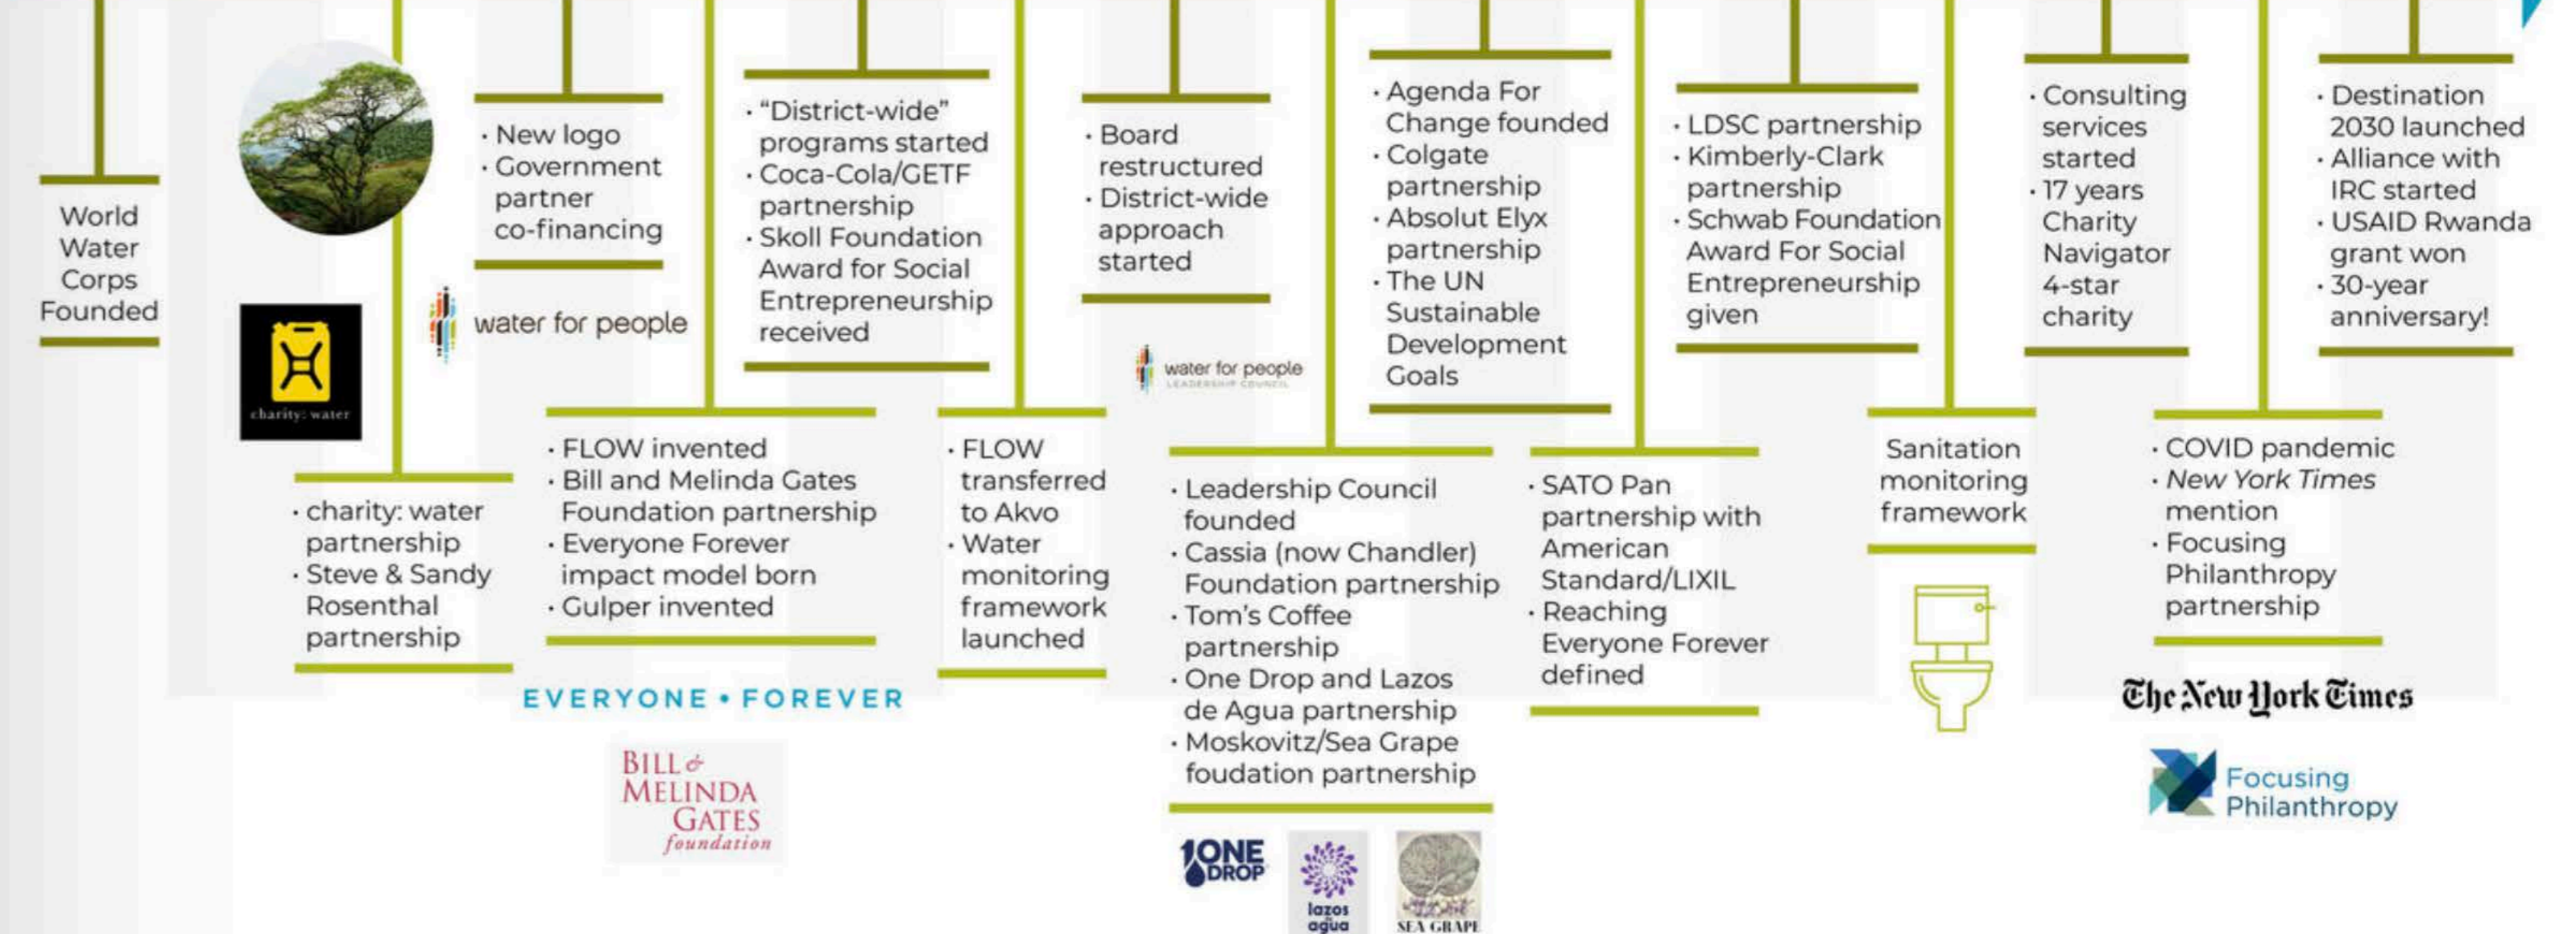 World
Water
Corps
Founded
charity: water
· charity: water
partnership
· Steve & Sandy
Rosenthal
partnership
· New logo
· Government
partner
co-financing
water for people
· FLOW invented
· Bill and Melinda Gates
Foundation partnership
· Everyone Forever
impact model born
· Gulper invented
EVERYONE • FOREVER
BILL &
MELINDA
GATES
foundation
· “District-wide”
programs started
· Coca-Cola/GETF
partnership
· Skoll Foundation
Award for Social
Entrepreneurship
received
· FLOW
transferred
to Akvo
· Water
monitoring
framework
launched
· Board
restructured
· District-wide
approach
started
water for people
LEADERSHIP COUNCIL
· Leadership Council
founded
· Cassia (now Chandler)
Foundation partnership
· Tom’s Coffee
partnership
· One Drop and Lazos
de Agua partnership
· Moskovitz/Sea Grape
foudation partnership
ONE
DROP
lazos
agua
SEA GRAPE
· Agenda For
Change founded
· Colgate
partnership
· Absolut Elyx
partnership
· The UN
Sustainable
Development
Goals
· SATO Pan
partnership with
American
Standard/LIXIL
· Reaching
Everyone Forever
defined
· LDSC partnership
· Kimberly-Clark
partnership
· Schwab Foundation
Award For Social
Entrepreneurship
given
Sanitation
monitoring
framework
· Consulting
services
started
· 17 years
Charity
Navigator
4-star
charity
· COVID pandemic
· New York Times
mention
· Focusing
Philanthropy
partnership
The New York Times
Focusing
Philanthropy
· Destination
2030 launched
· Alliance with
IRC started
· USAID Rwanda
grant won
· 30-year
anniversary!